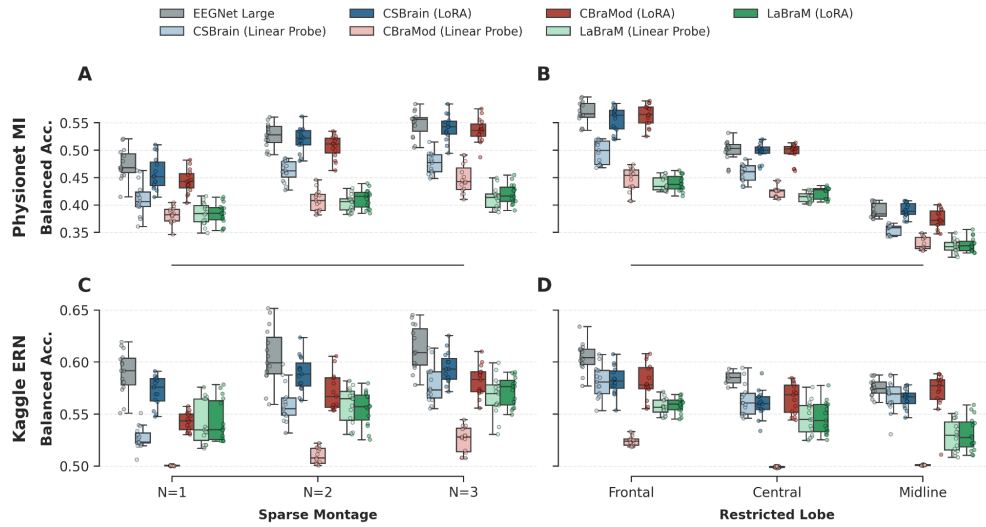 EEGNet Large
CSBrain (LoRA)
CBraMod (LoRA)
LaBraM (LoRA)
CSBrain (Linear Probe)
CBraMod (Linear Probe)
LaBraM (Linear Probe)
A
B
Physionet MI
Balanced Acc.
0.55
0.50
0.45
0.40
0.35
C
D
Kaggle ERN
Balanced Acc.
0.65
0.60
0.55
0.50
N=1
N=2
N=3
Frontal
Central
Midline
Sparse Montage
Restricted Lobe